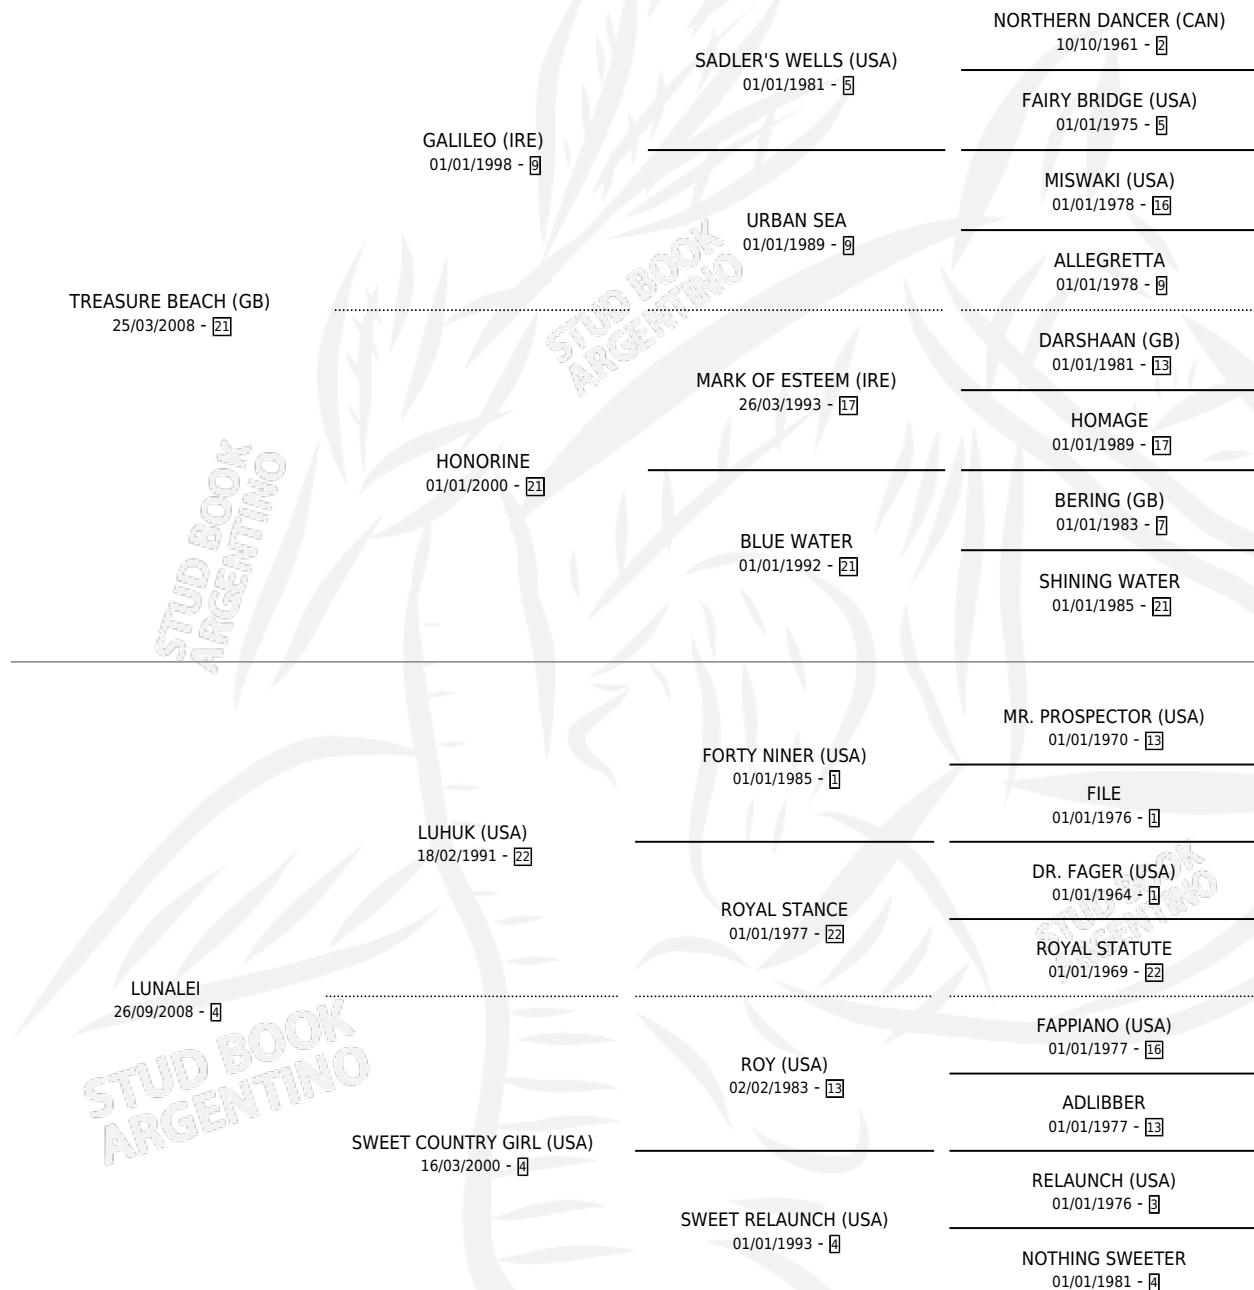 NORTHERN DANCER (CAN)
10/10/1961 - 2
SADLER'S WELLS (USA)
01/01/1981 - 5
FAIRY BRIDGE (USA)
01/01/1975 - 5
GALILEO (IRE)
01/01/1998 - 9
MISWAKI (USA)
01/01/1978 - 16
URBAN SEA
01/01/1989 - 9
ALLEGRETTA
01/01/1978 - 9
STUD BOOK
ARGENTINO
TREASURE BEACH (GB)
25/03/2008 - 21
DARSHAAN (GB)
01/01/1981 - 13
MARK OF ESTEEM (IRE)
26/03/1993 - 17
HOMAGE
01/01/1989 - 17
HONORINE
01/01/2000 - 21
BERING (GB)
01/01/1983 - 7
BLUE WATER
01/01/1992 - 21
SHINING WATER
01/01/1985 - 21
STUD BOOK
ARGENTINO
MR. PROSPECTOR (USA)
01/01/1970 - 13
FORTY NINER (USA)
01/01/1985 - 1
FILE
01/01/1976 - 1
LUHUK (USA)
18/02/1991 - 22
DR. FAGER (USA)
01/01/1964 - 1
ROYAL STANCE
01/01/1977 - 22
ROYAL STATUTE
01/01/1969 - 22
STUD BOOK
ARGENTINO
LUNALEI
26/09/2008 - 4
STUD BOOK
ARGENTINO
FAPPIANO (USA)
01/01/1977 - 16
ROY (USA)
02/02/1983 - 13
ADLIBBER
01/01/1977 - 13
SWEET COUNTRY GIRL (USA)
16/03/2000 - 4
RELAUNCH (USA)
01/01/1976 - 3
SWEET RELAUNCH (USA)
01/01/1993 - 4
NOTHING SWEETER
01/01/1981 - 4